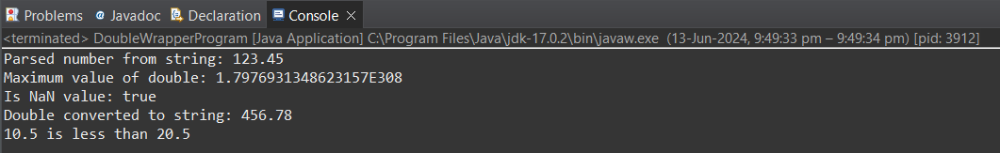 Problems @ Javadoc Declaration Console
<terminated> DoubleWrapperProgram [Java Application] C:\Program Files\Java\jdk-17.0.2\bin\javaw.exe (13-Jun-2024, 9:49:33 pm – 9:49:34 pm) [pid: 3912]
Parsed number from string: 123.45
Maximum value of double: 1.7976931348623157E308
Is NaN value: true
Double converted to string: 456.78
10.5 is less than 20.5